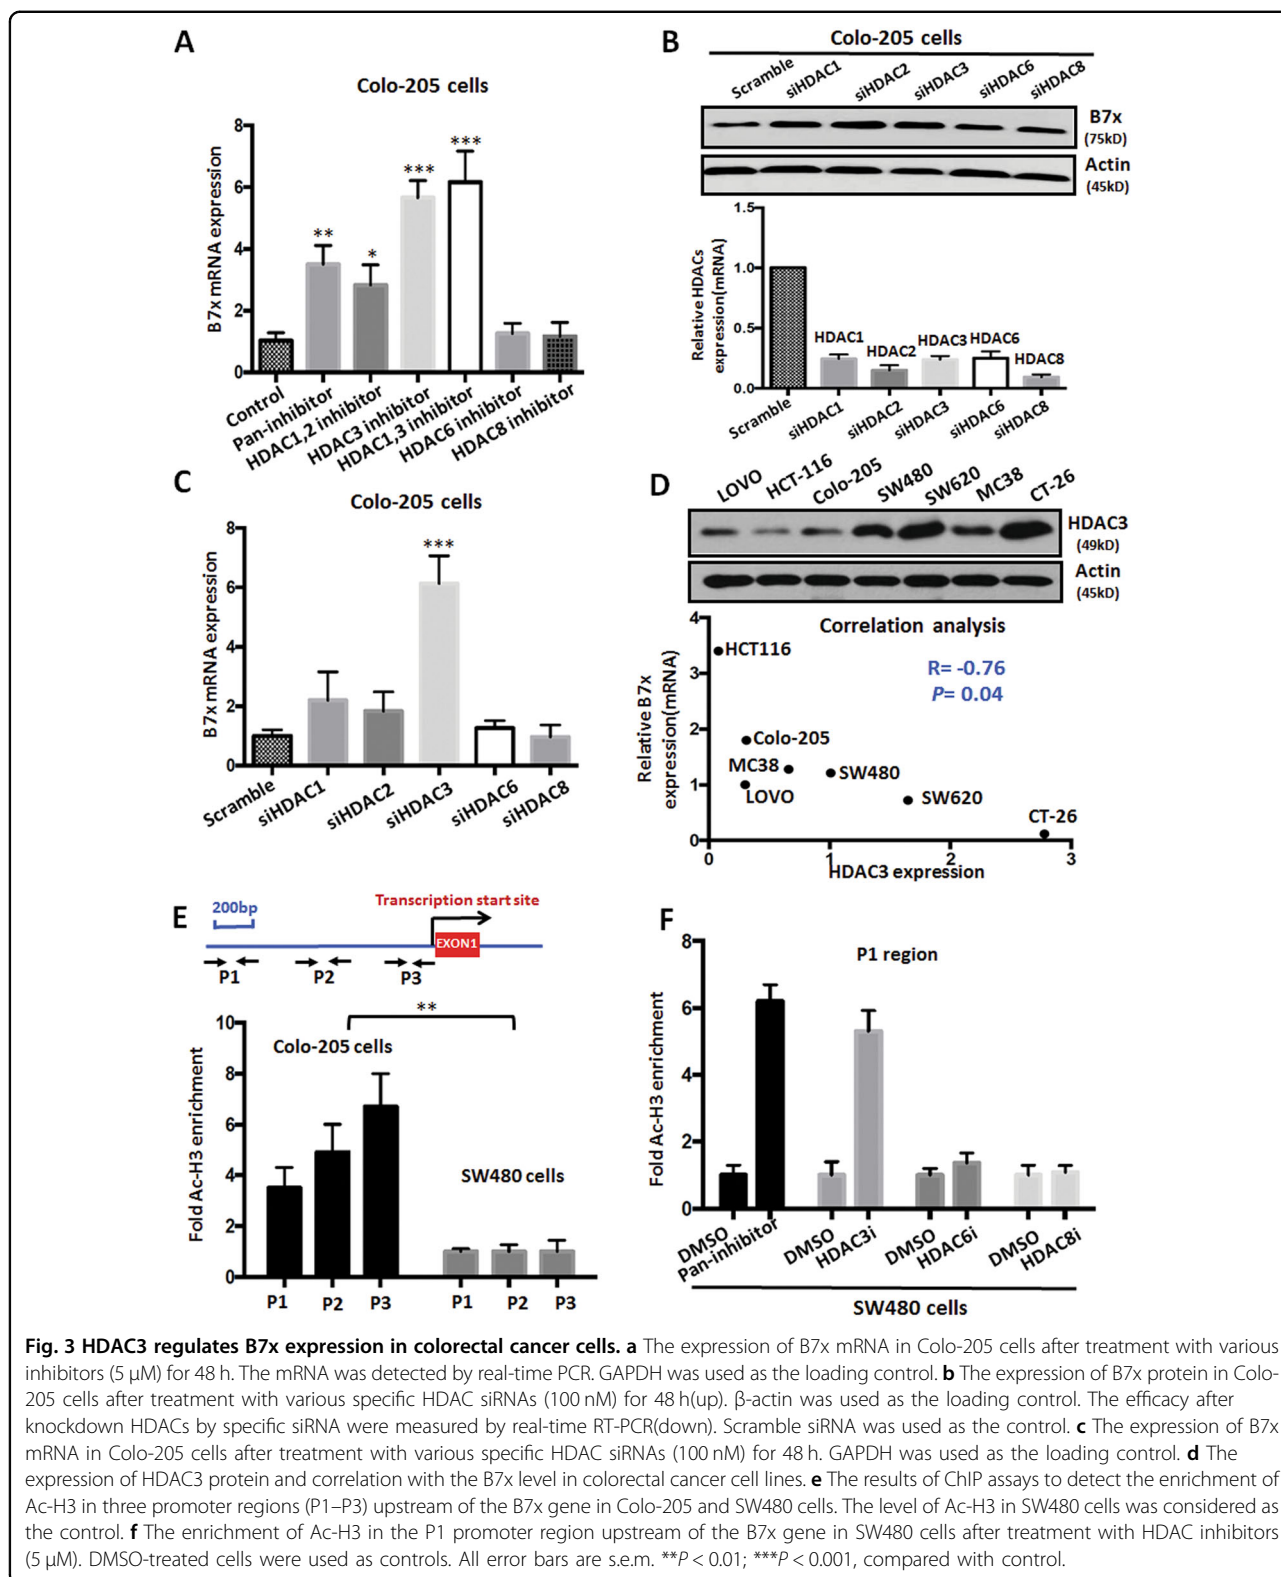 A
Colo-205 cells
B7x mRNA expression
8
6
4
2
0
**
*
***
***
Control
Pan-inhibitor
HDAC1,2 inhibitor
HDAC3 inhibitor
HDAC1,3 inhibitor
HDAC6 inhibitor
HDAC8 inhibitor
B
Colo-205 cells
Scramble siHDAC1 siHDAC2 siHDAC3 siHDAC6 siHDAC8
B7x
(75kD)
Actin
(45kD)
Relative HDACs
expression(mRNA)
1.5
1.0
0.5
0.0
HDAC1 HDAC2 HDAC3 HDAC6 HDAC8
Scramble siHDAC1 siHDAC2 siHDAC3 siHDAC6 siHDAC8
C
Colo-205 cells
B7x mRNA expression
8
6
4
2
0
***
Scramble siHDAC1 siHDAC2 siHDAC3 siHDAC6 siHDAC8
D
LOVO HCT-116 Colo-205 SW480 SW620 MC38 CT-26
HDAC3
(49kD)
Actin
(45kD)
Correlation analysis
R= -0.76
P= 0.04
Relative B7x
expression(mRNA)
4
3
2
1
0
HCT116
Colo-205
MC38
LOVO
SW480
SW620
CT-26
0 1 2 3
HDAC3 expression
E
200bp
Transcription start site
EXON1
P1 P2 P3
**
Fold Ac-H3 enrichment
10
8
6
4
2
0
Colo-205 cells
SW480 cells
P1 P2 P3 P1 P2 P3
F
P1 region
Fold Ac-H3 enrichment
8
6
4
2
0
DMSO Pan-inhibitor DMSO HDAC3i DMSO HDAC6i DMSO HDAC8i
SW480 cells
Fig. 3 HDAC3 regulates B7x expression in colorectal cancer cells. a The expression of B7x mRNA in Colo-205 cells after treatment with various
inhibitors (5 μM) for 48 h. The mRNA was detected by real-time PCR. GAPDH was used as the loading control. b The expression of B7x protein in Colo-
205 cells after treatment with various specific HDAC siRNAs (100 nM) for 48 h(up). β-actin was used as the loading control. The efficacy after
knockdown HDACs by specific siRNA were measured by real-time RT-PCR(down). Scramble siRNA was used as the control. c The expression of B7x
mRNA in Colo-205 cells after treatment with various specific HDAC siRNAs (100 nM) for 48 h. GAPDH was used as the loading control. d The
expression of HDAC3 protein and correlation with the B7x level in colorectal cancer cell lines. e The results of ChIP assays to detect the enrichment of
Ac-H3 in three promoter regions (P1–P3) upstream of the B7x gene in Colo-205 and SW480 cells. The level of Ac-H3 in SW480 cells was considered as
the control. f The enrichment of Ac-H3 in the P1 promoter region upstream of the B7x gene in SW480 cells after treatment with HDAC inhibitors
(5 μM). DMSO-treated cells were used as controls. All error bars are s.e.m. **P < 0.01; ***P < 0.001, compared with control.